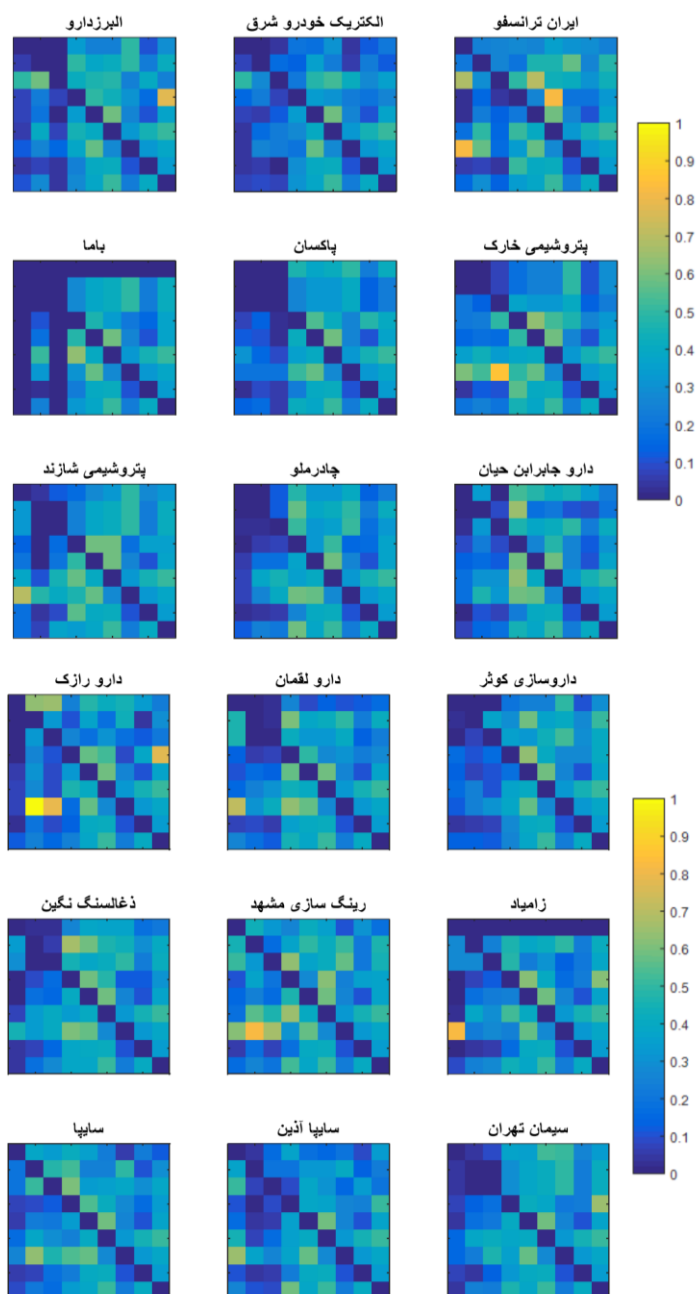 ایران ترانسفو
الکتریک خودرو شرق
البرزدارو
پتروشیمی خارک
پاکسان
باما
دارو جابرابن حیان
چادرملو
پتروشیمی شازند
1
0.9
0.8
0.7
0.6
0.5
0.4
0.3
0.2
0.1
0
داروسازی کوثر
دارو لقمان
دارو رازک
زامیاد
رینگ سازی مشهد
ذغالسنگ نگین
سیمان تهران
سایپا آذین
سایپا
1
0.9
0.8
0.7
0.6
0.5
0.4
0.3
0.2
0.1
0